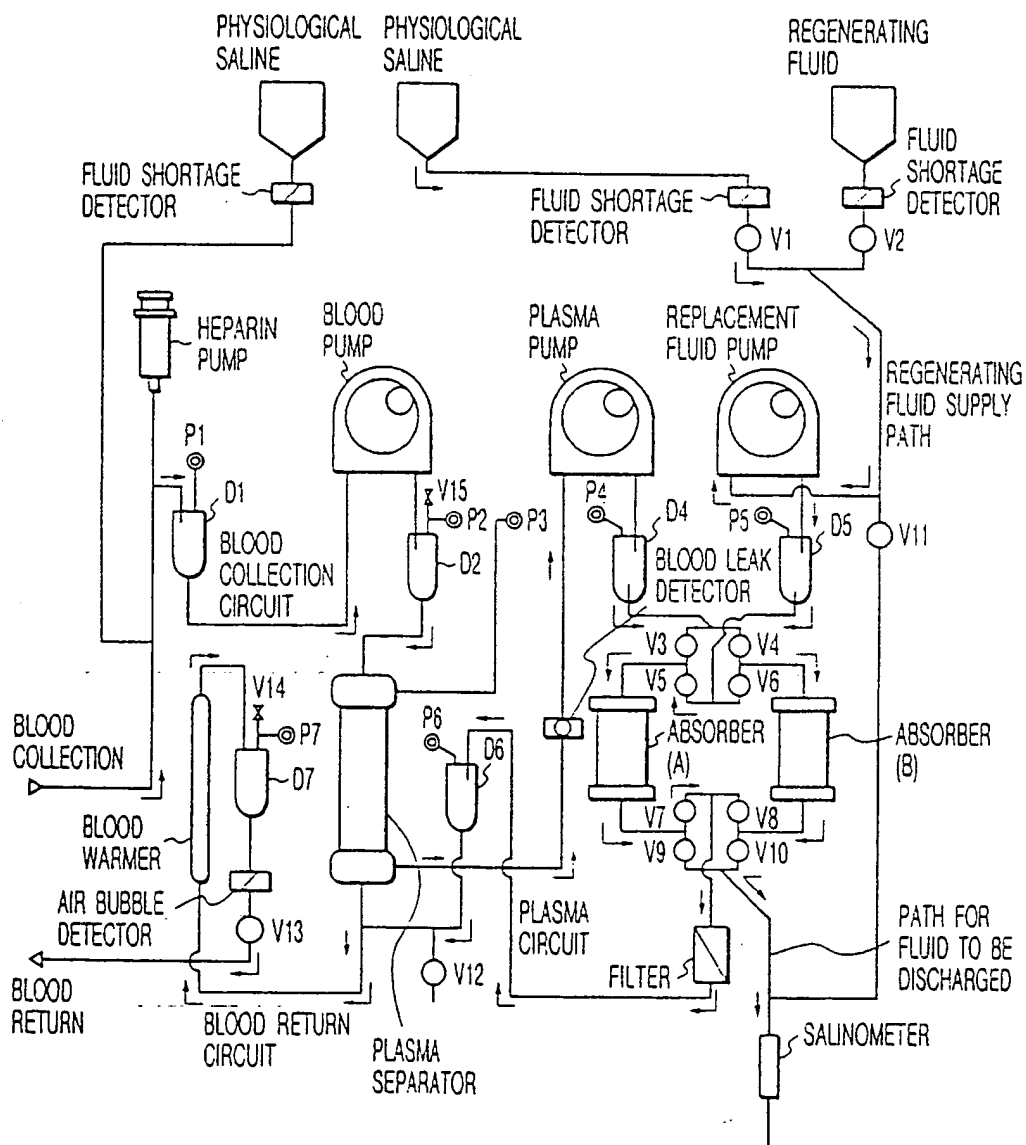 PHYSIOLOGICAL
SALINE
PHYSIOLOGICAL
SALINE
REGENERATING
FLUID
FLUID SHORTAGE
DETECTOR
FLUID SHORTAGE
DETECTOR
FLUID
SHORTAGE
DETECTOR
V1
V2
HEPARIN
PUMP
BLOOD
PUMP
PLASMA
PUMP
REPLACEMENT
FLUID PUMP
REGENERATING
FLUID SUPPLY
PATH
P1
D1
V15
P2
P3
D2
P4
D4
P5
D5
V11
BLOOD
COLLECTION
CIRCUIT
BLOOD LEAK
DETECTOR
V3
V4
V5
V6
BLOOD
COLLECTION
V14
P7
D7
P6
D6
ABSORBER
(A)
ABSORBER
(B)
BLOOD
WARMER
V7
V8
V9
V10
AIR BUBBLE
DETECTOR
V13
V12
PLASMA
CIRCUIT
FILTER
PATH FOR
FLUID TO BE
DISCHARGED
BLOOD
RETURN
BLOOD RETURN
CIRCUIT
PLASMA
SEPARATOR
SALINOMETER